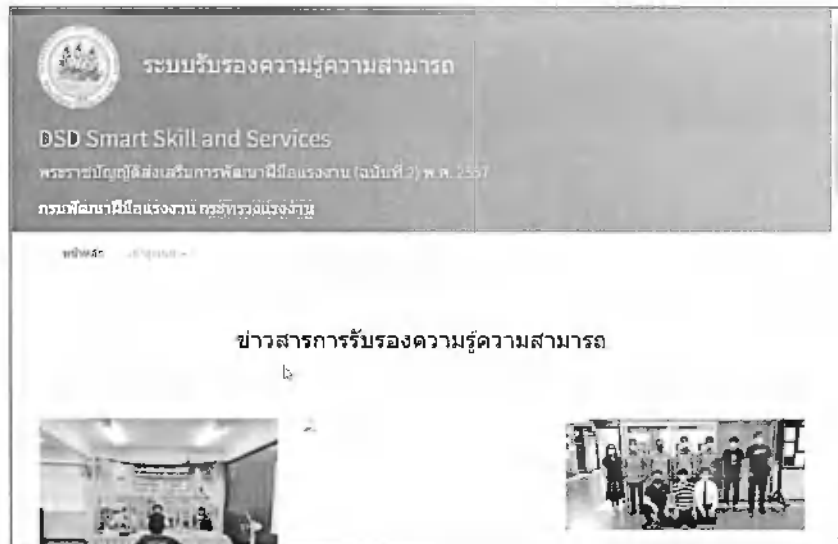 ระบบรับรองความรู้ความสามารถ
DSD Smart Skill and Services
พระราชบัญญัติส่งเสริมการพัฒนาฝีมือแรงงาน (ฉบับที่ 2) พ.ศ. 2557
กรมพัฒนาฝีมือแรงงาน กระทรวงแรงงาน
หน้าหลัก
ข่าวสารการรับรองความรู้ความสามารถ